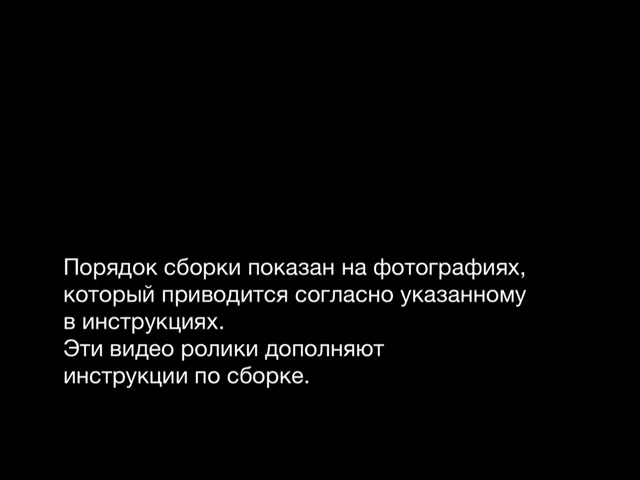 Порядок сборки показан на фотографиях,
который приводится согласно указанному
в инструкциях.
Эти видео ролики дополняют
инструкции по сборке.